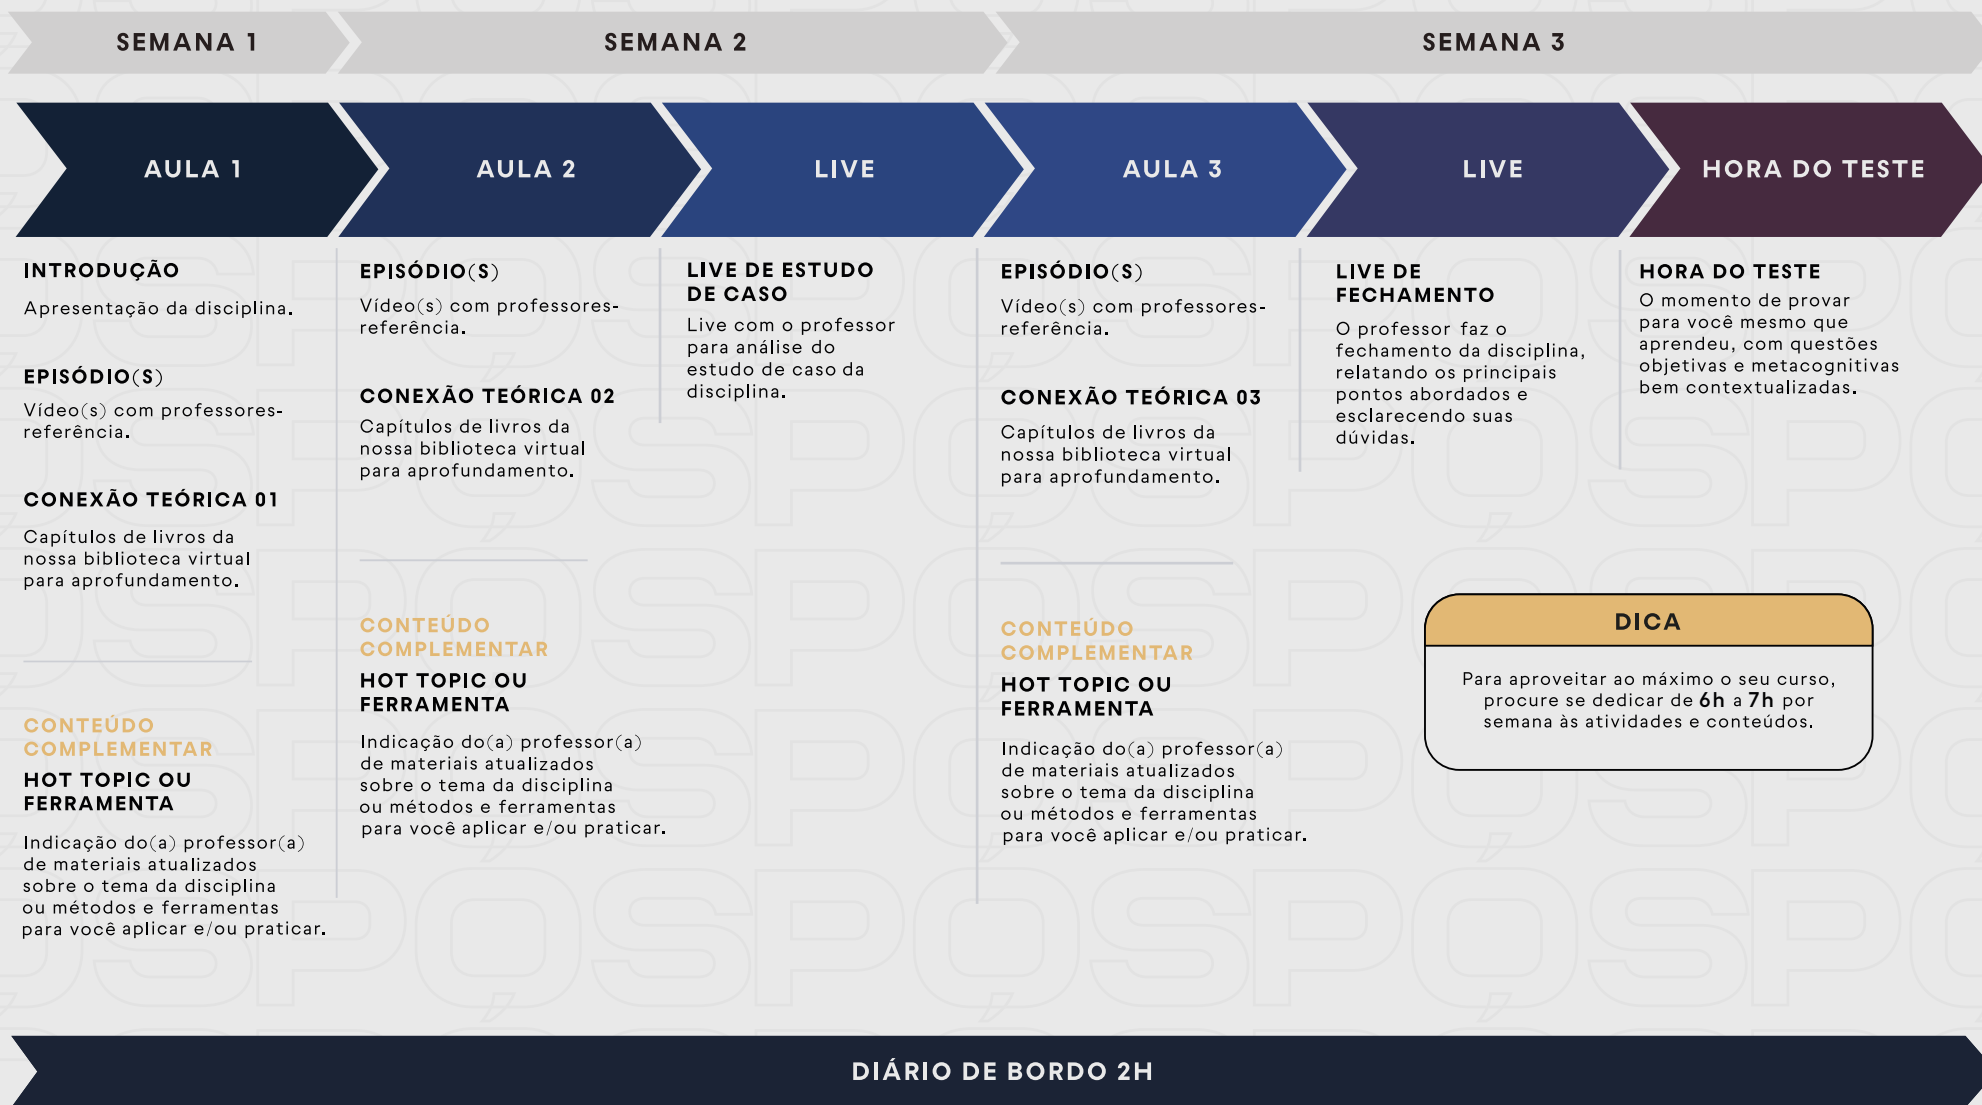 SEMANA 1
SEMANA 2
SEMANA 3
AULA 1
AULA 2
LIVE
AULA 3
LIVE
HORA DO TESTE
INTRODUÇÃO
Apresentação da disciplina.
EPISÓDIO(S)
Vídeo(s) com professores-
referência.
CONEXÃO TEÓRICA 01
Capítulos de livros da
nossa biblioteca virtual
para aprofundamento.
CONTEÚDO
COMPLEMENTAR
HOT TOPIC OU
FERRAMENTA
Indicação do(a) professor(a)
de materiais atualizados
sobre o tema da disciplina
ou métodos e ferramentas
para você aplicar e/ou praticar.
EPISÓDIO(S)
Vídeo(s) com professores-
referência.
CONEXÃO TEÓRICA 02
Capítulos de livros da
nossa biblioteca virtual
para aprofundamento.
CONTEÚDO
COMPLEMENTAR
HOT TOPIC OU
FERRAMENTA
Indicação do(a) professor(a)
de materiais atualizados
sobre o tema da disciplina
ou métodos e ferramentas
para você aplicar e/ou praticar.
LIVE DE ESTUDO
DE CASO
Live com o professor
para análise do
estudo de caso da
disciplina.
EPISÓDIO(S)
Vídeo(s) com professores-
referência.
CONEXÃO TEÓRICA 03
Capítulos de livros da
nossa biblioteca virtual
para aprofundamento.
CONTEÚDO
COMPLEMENTAR
HOT TOPIC OU
FERRAMENTA
Indicação do(a) professor(a)
de materiais atualizados
sobre o tema da disciplina
ou métodos e ferramentas
para você aplicar e/ou praticar.
LIVE DE
FECHAMENTO
O professor faz o
fechamento da disciplina,
relatando os principais
pontos abordados e
esclarecendo suas
dúvidas.
HORA DO TESTE
O momento de provar
para você mesmo que
aprendeu, com questões
objetivas e metacognitivas
bem contextualizadas.
DICA
Para aproveitar ao máximo o seu curso,
procure se dedicar de 6h a 7h por
semana às atividades e conteúdos.
DIÁRIO DE BORDO 2H